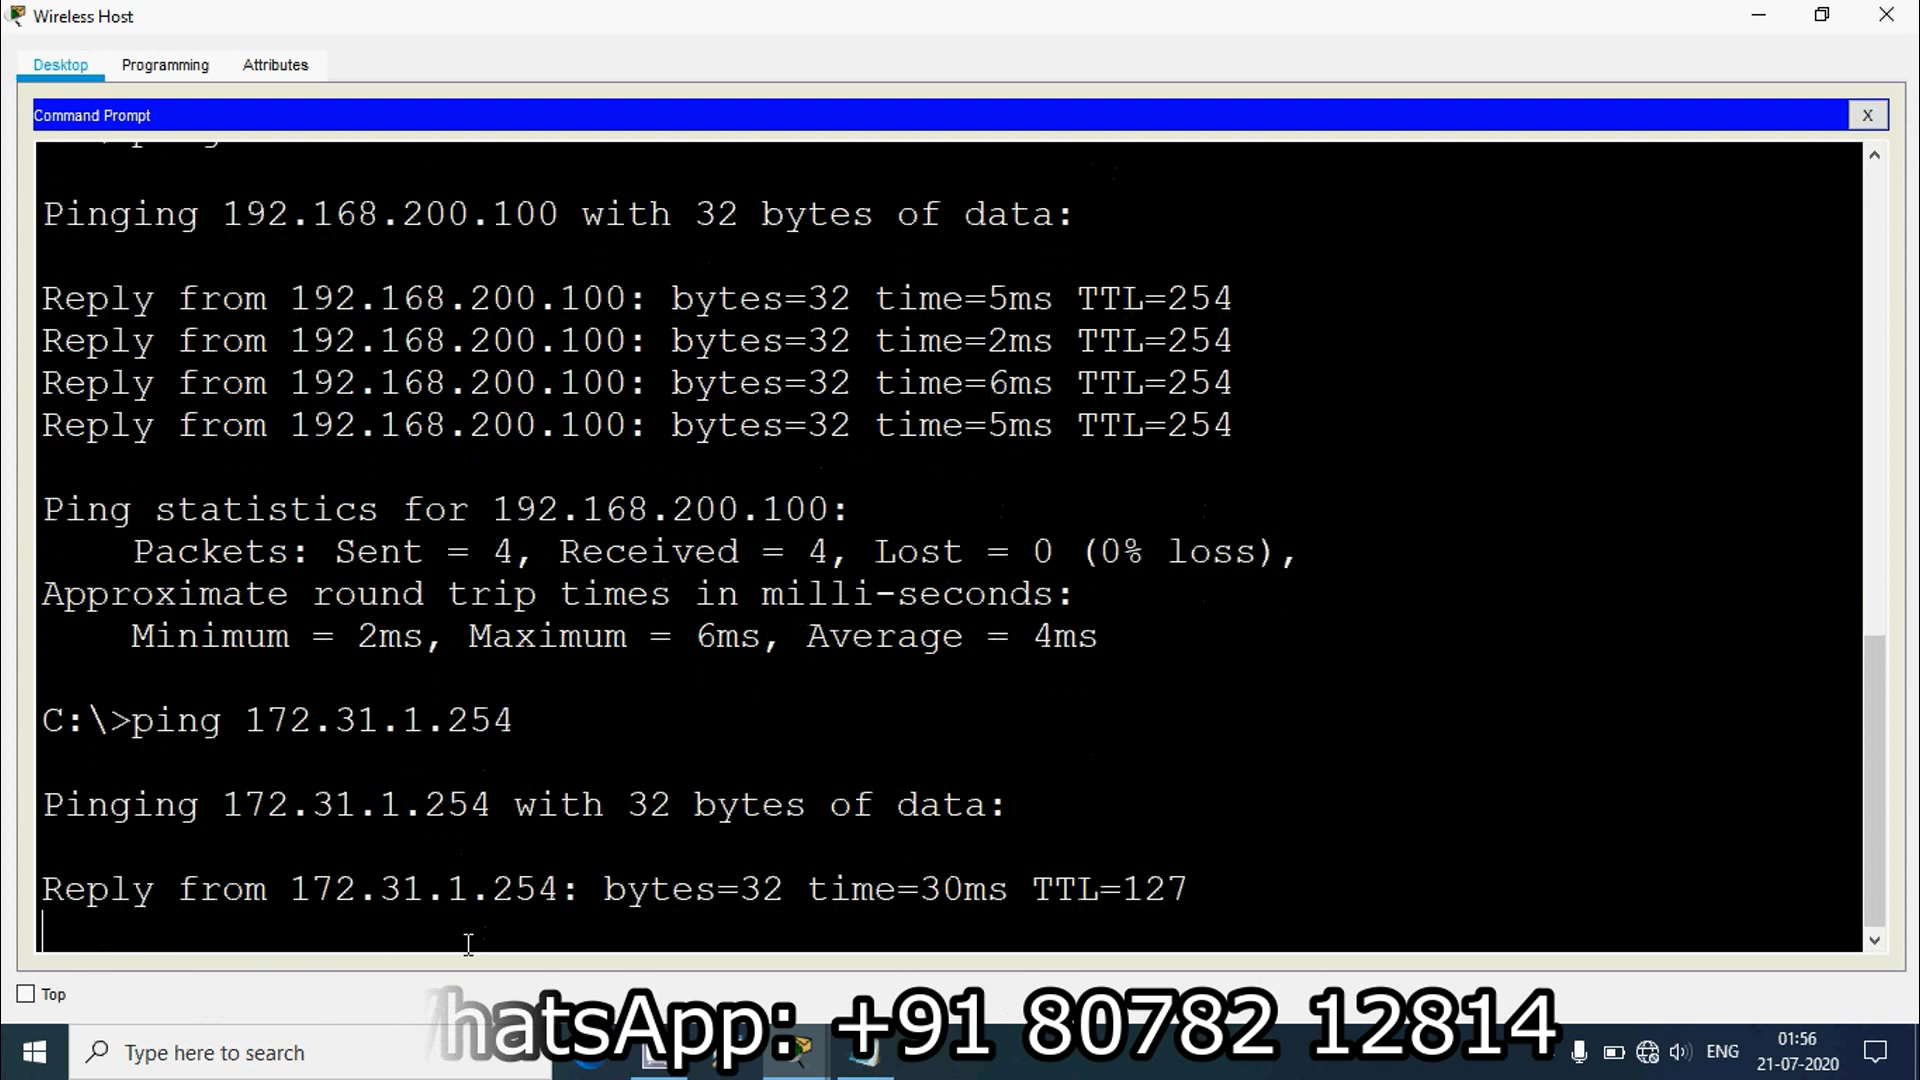 Wireless Host
Desktop Programming Attributes
Command Prompt X
Pinging 192.168.200.100 with 32 bytes of data:
Reply from 192.168.200.100: bytes=32 time=5ms TTL=254
Reply from 192.168.200.100: bytes=32 time=2ms TTL=254
Reply from 192.168.200.100: bytes=32 time=6ms TTL=254
Reply from 192.168.200.100: bytes=32 time=5ms TTL=254
Ping statistics for 192.168.200.100:
Packets: Sent = 4, Received = 4, Lost = 0 (0% loss),
Approximate round trip times in milli-seconds:
Minimum = 2ms, Maximum = 6ms, Average = 4ms
C:\>ping 172.31.1.254
Pinging 172.31.1.254 with 32 bytes of data:
Reply from 172.31.1.254: bytes=32 time=30ms TTL=127
Top
hatsApp: +91 80782 12814
Type here to search
ENG
01:56
21-07-2020